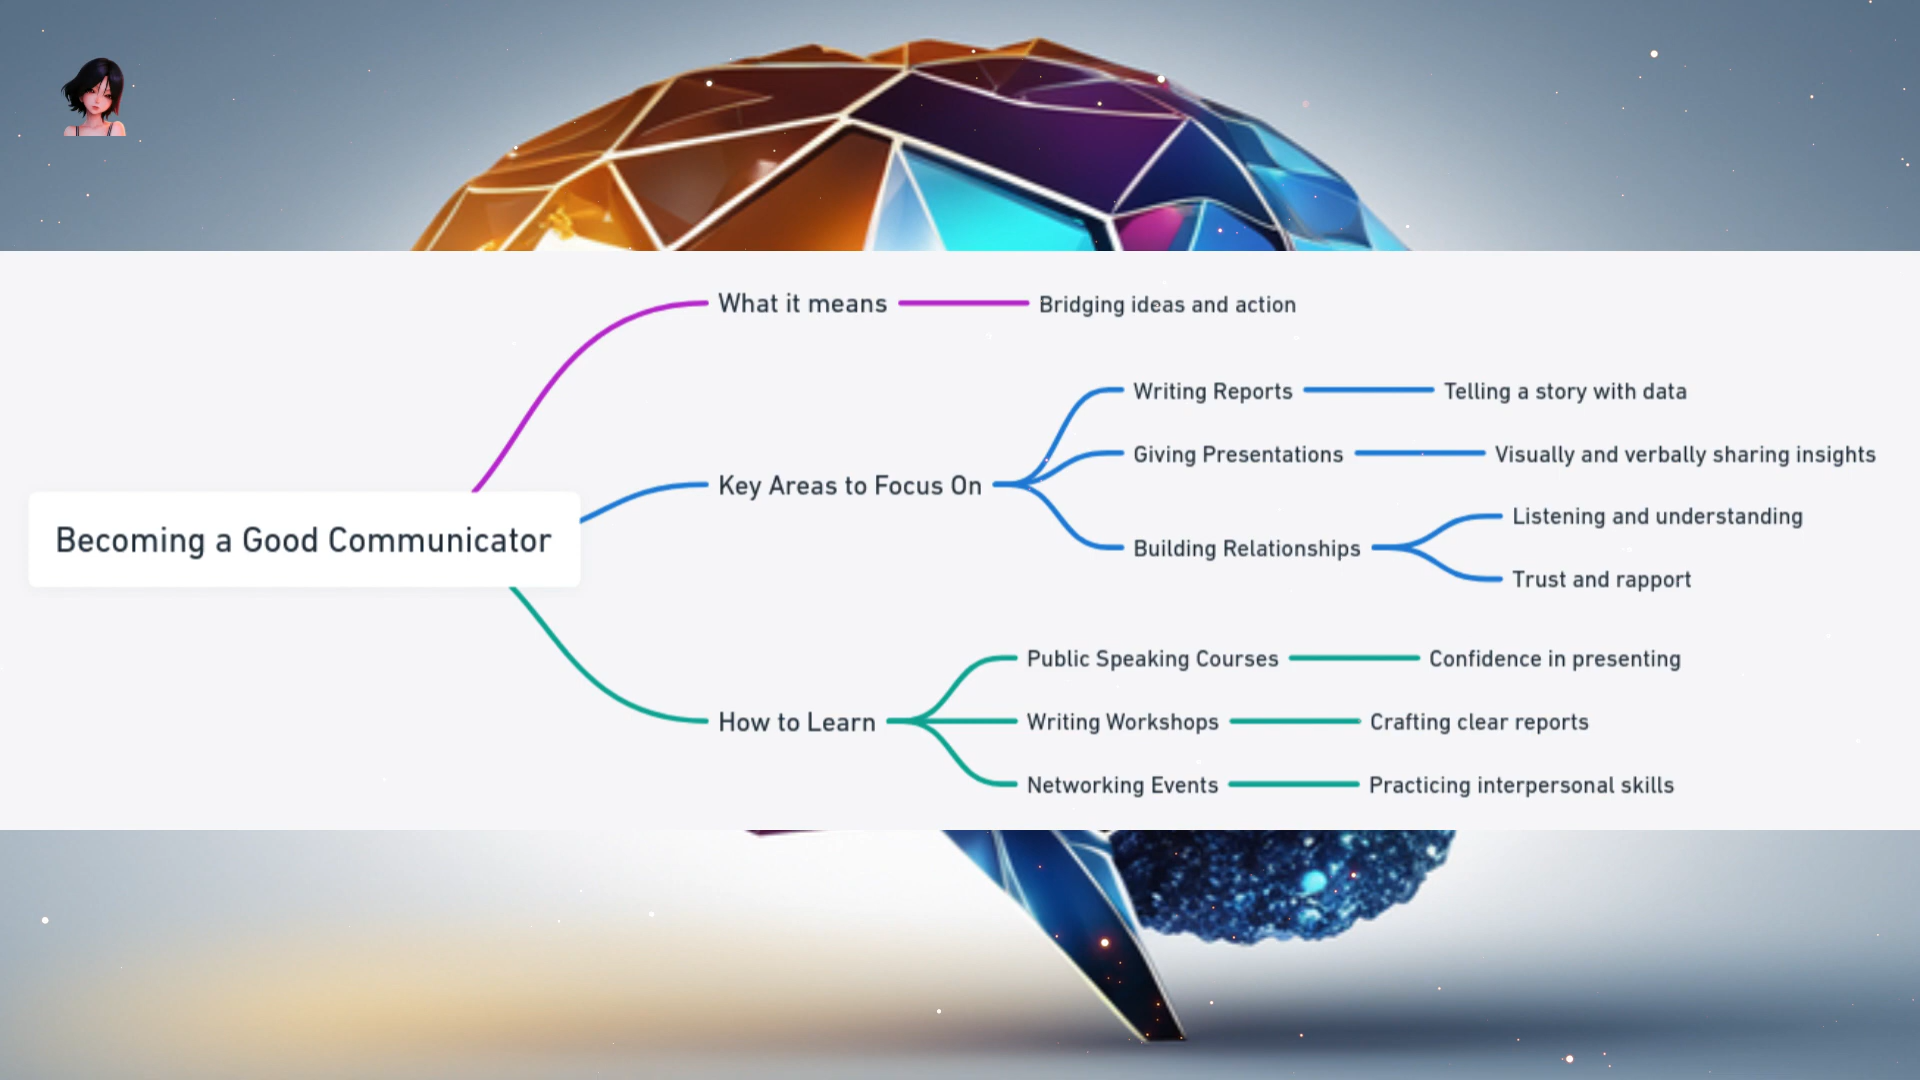 What it means
Bridging ideas and action
Writing Reports
Telling a story with data
Giving Presentations
Visually and verbally sharing insights
Key Areas to Focus On
Listening and understanding
Building Relationships
Trust and rapport
Becoming a Good Communicator
Public Speaking Courses
Confidence in presenting
How to Learn
Writing Workshops
Crafting clear reports
Networking Events
Practicing interpersonal skills